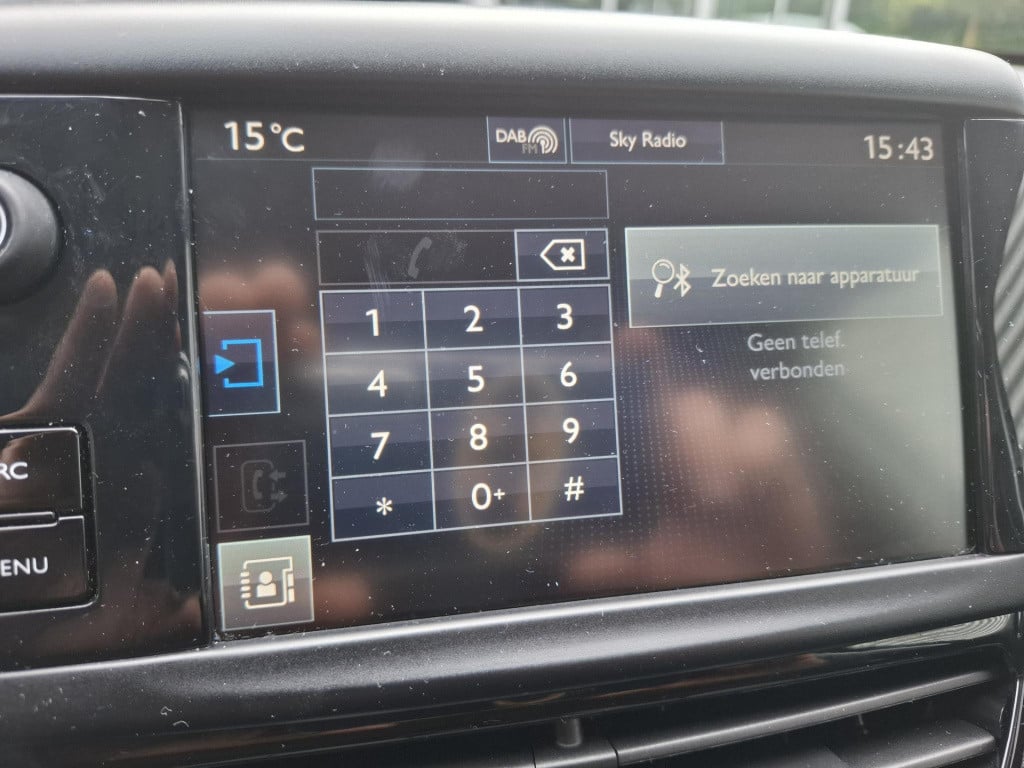 15 °C
DAB
FM
Sky Radio
15:43
Zoeken naar apparatuur
Geen telef.
verbonden
1 2 3
4 5 6
7 8 9
* 0+ #
RC
ENU